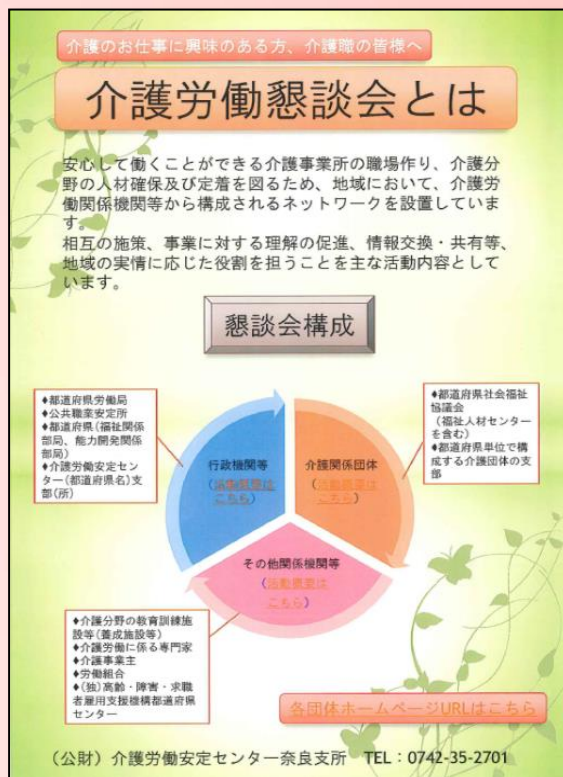 介護のお仕事に興味のある方、介護職の皆様へ
介護労働懇談会とは
安心して働くことができる介護事業所の職場作り、介護分
野の人材確保及び定着を図るため、地域において、介護労
働関係機関等から構成されるネットワークを設置していま
す。
相互の施策、事業に対する理解の促進、情報交換・共有等、
地域の実情に応じた役割を担うことを主な活動内容として
います。
懇談会構成
♦都道府県労働局
♦公共職業安定所
♦都道府県(福祉関係
部局、能力開発関係
部局)
♦介護労働安定セン
ター(都道府県名)支
部(所)
行政機関等
(活動概要は
こちら)
介護関係団体
(活動概要は
こちら)
♦都道府県社会福祉
協議会
(福祉人材センター
を含む)
♦都道府県単位で構
成する介護団体の支
部
その他関係機関等
(活動概要は
こちら)
♦介護分野の教育訓練施
設等(養成施設等)
♦介護労働に係る専門家
♦介護事業主
♦労働組合
♦(独)高齢・障害・求職
者雇用支援機構都道府県
センター
各団体ホームページURLはこちら
(公財)介護労働安定センター奈良支所 TEL：0742-35-2701